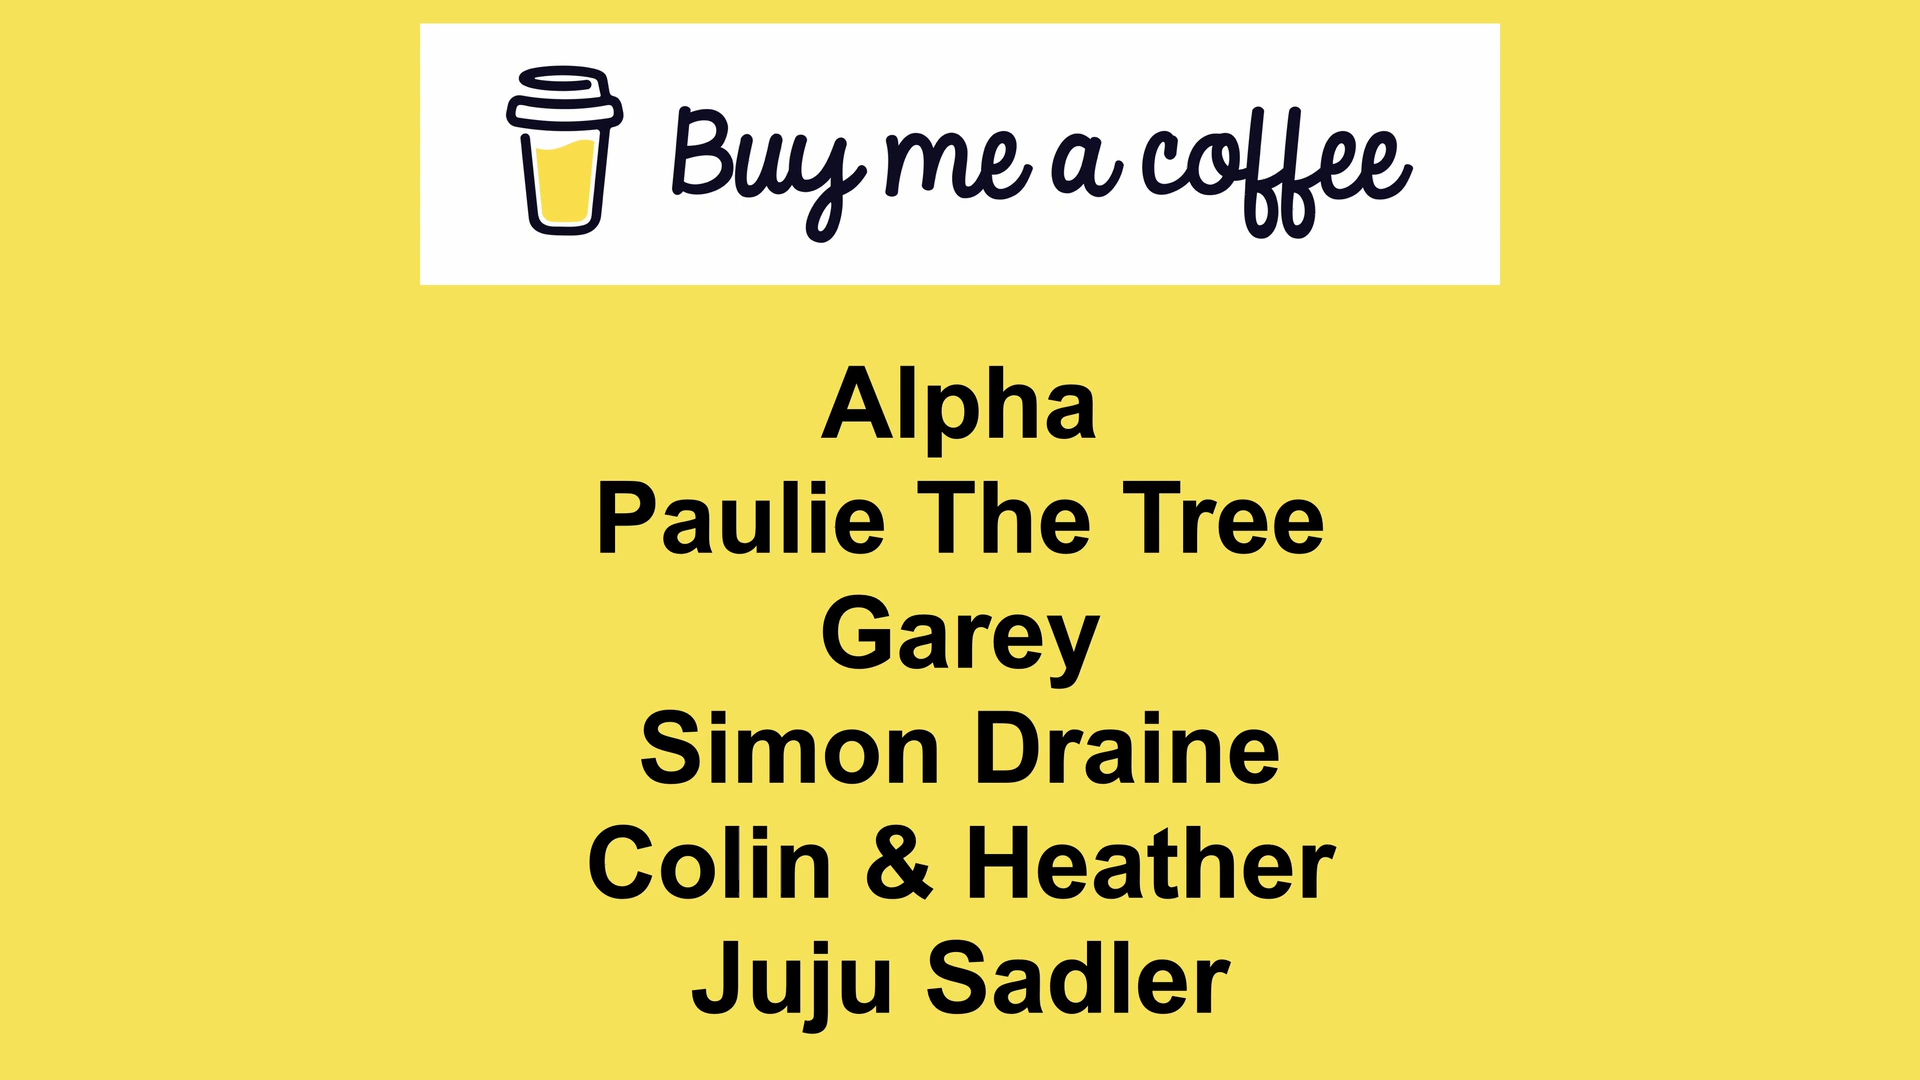 Buy me a coffee
Alpha
Paulie The Tree
Garey
Simon Draine
Colin & Heather
Juju Sadler